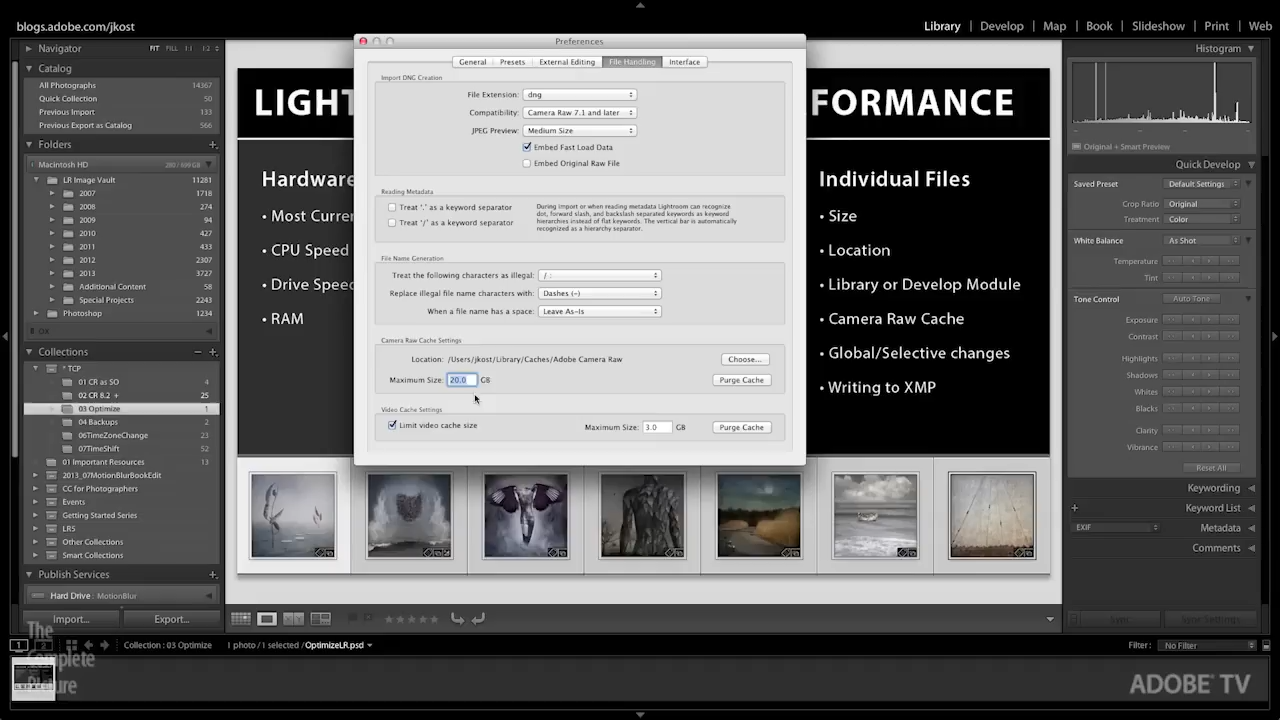 blogs.adobe.com/jkost
Library | Develop | Map | Book | Slideshow | Print | Web
Navigator FIT FILL 1:1 1:2
Catalog
All Photographs 14367
Quick Collection 50
Previous Import 133
Previous Export as Catalog 566
Folders
Macintosh HD
LR Image Vault 11281
2007 1718
2008 274
2009 94
2010 427
2011 433
2012 2260
2013 3727
Additional Content 58
Special Projects 2243
Photoshop 1234
Collections
* TCP
01 CR as SO 4
02 CR 8.2 + 25
03 Optimize 1
04 Backups 2
06TimeZoneChange 23
07TimeShift 52
01 Important Resources 13
2013_07MotionBlurBookEdit
CC for Photographers
Events
Getting Started Series
LRS
Other Collections
Smart Collections
Publish Services
Hard Drive: MotionBlur
Import... Export...
LIGHT
FORMANCE
Hardware
• Most Curre
• CPU Speed
• Drive Spee
• RAM
Individual Files
• Size
• Location
• Library or Develop Module
• Camera Raw Cache
• Global/Selective changes
• Writing to XMP
Preferences
General Presets External Editing File Handling Interface
Import DNG Creation
File Extension: dng
Compatibility: Camera Raw 7.1 and later
JPEG Preview: Medium Size
Embed Fast Load Data
Embed Original Raw File
Reading Metadata
Treat '.' as a keyword separator
Treat '/' as a keyword separator
During import or when reading metadata Lightroom can recognize
dot, forward slash, and backslash separated keywords as keyword
hierarchies instead of flat keywords. The vertical bar is automatically
recognized as a hierarchy separator.
File Name Generation
Treat the following characters as illegal: / :
Replace illegal file name characters with: Dashes (-)
When a file name has a space: Leave As-Is
Camera Raw Cache Settings
Location: /Users/jkost/Library/Caches/Adobe Camera Raw Choose...
Maximum Size: 20.0 GB Purge Cache
Video Cache Settings
Limit video cache size Maximum Size: 3.0 GB Purge Cache
Histogram
Original + Smart Preview
Quick Develop
Saved Preset Default Settings
Crop Ratio Original
Treatment Color
White Balance As Shot
Temperature
Tint
Tone Control Auto Tone
Exposure
Contrast
Highlights
Shadows
Whites
Blacks
Clarity
Vibrance
Reset All
Keywording
Keyword List
EXIF Metadata
Comments
Sync Sync Settings
1 2 Collection : 03 Optimize 1 photo / 1 selected / OptimizeLR.psd Filter: No Filter
The
Complete
Picture
ADOBE® TV